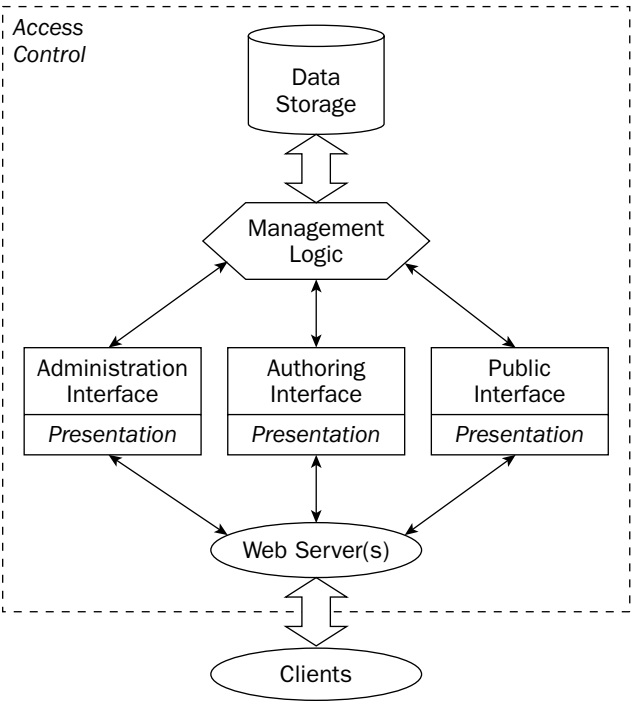 Access
Control
Data
Storage
Management
Logic
Administration
Interface
Presentation
Authoring
Interface
Presentation
Public
Interface
Presentation
Web Server(s)
Clients